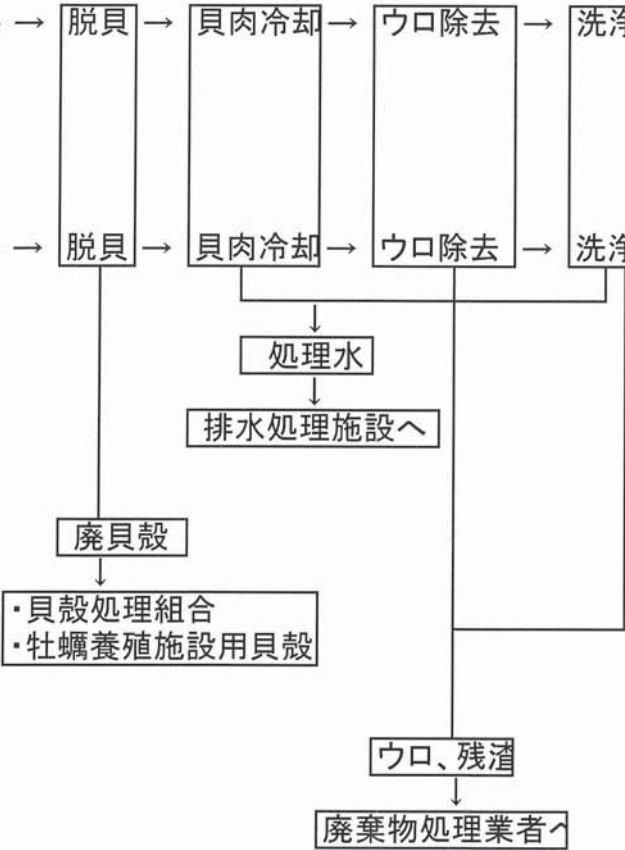 → 脱貝 → 貝肉冷却 → ウロ除去 → 洗浄
→ 脱貝 → 貝肉冷却 → ウロ除去 → 洗浄
↓
処理水
↓
排水処理施設へ
廃貝殻
↓
・貝殻処理組合
・牡蠣養殖施設用貝殻
ウロ、残渣
↓
廃棄物処理業者へ